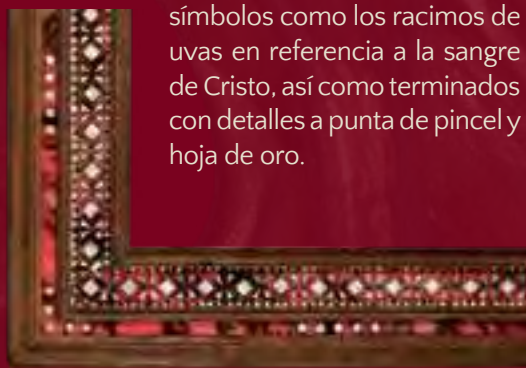 símbolos como los racimos de
uvas en referencia a la sangre
de Cristo, así como terminados
con detalles a punta de pincel y
hoja de oro.